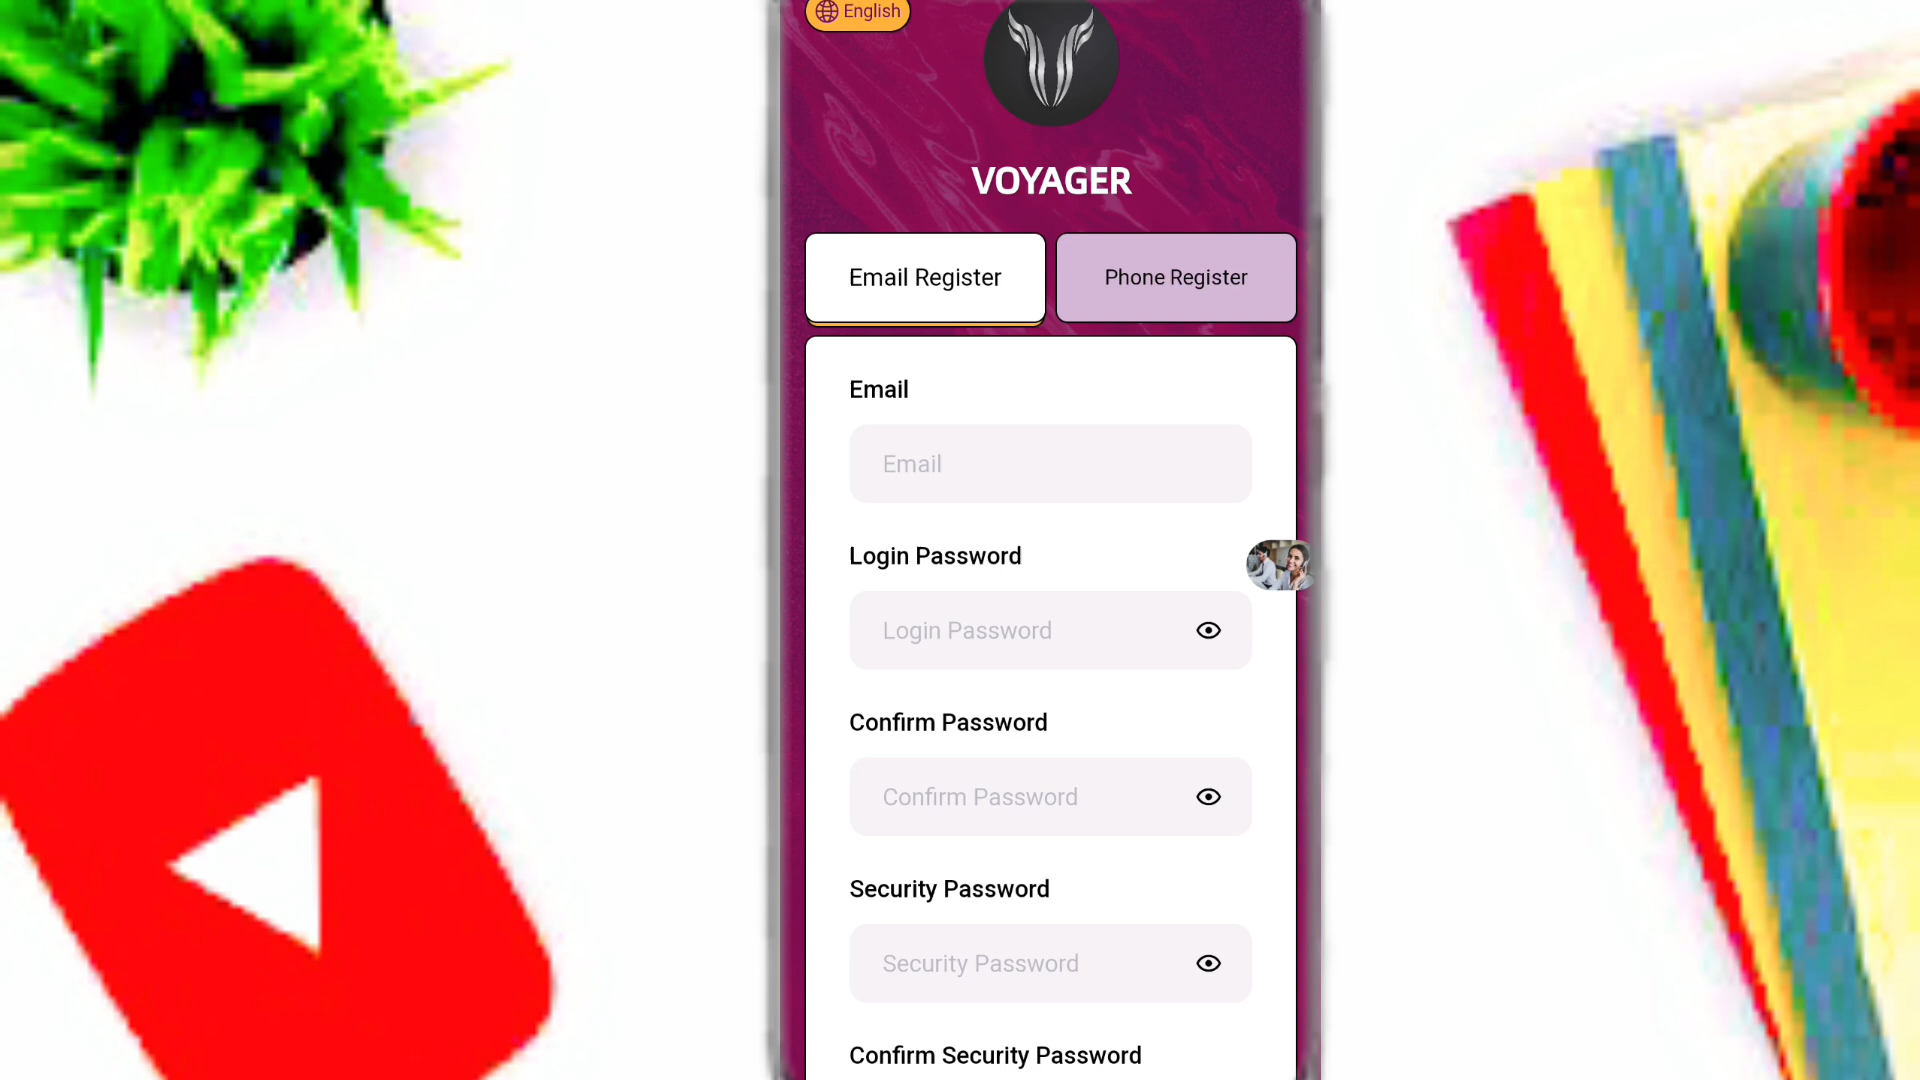 English
VOYAGER
Email Register
Phone Register
Email
Email
Login Password
Login Password
Confirm Password
Confirm Password
Security Password
Security Password
Confirm Security Password